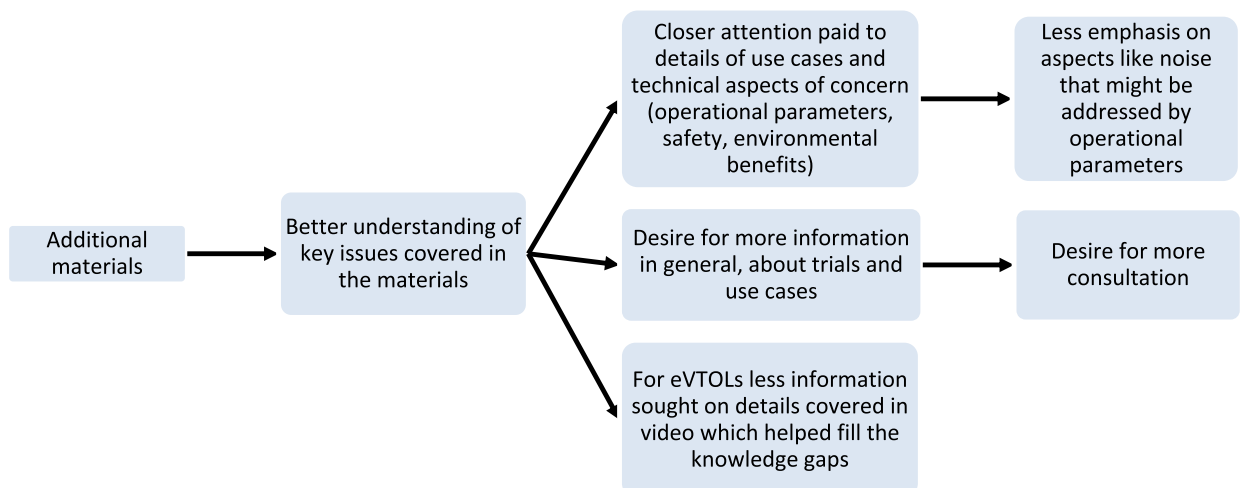 Additional
materials
Better understanding of
key issues covered in
the materials
Closer attention paid to
details of use cases and
technical aspects of concern
(operational parameters,
safety, environmental
benefits)
Less emphasis on
aspects like noise
that might be
addressed by
operational
parameters
Desire for more information
in general, about trials and
use cases
Desire for more
consultation
For eVTOLs less information
sought on details covered in
video which helped fill the
knowledge gaps